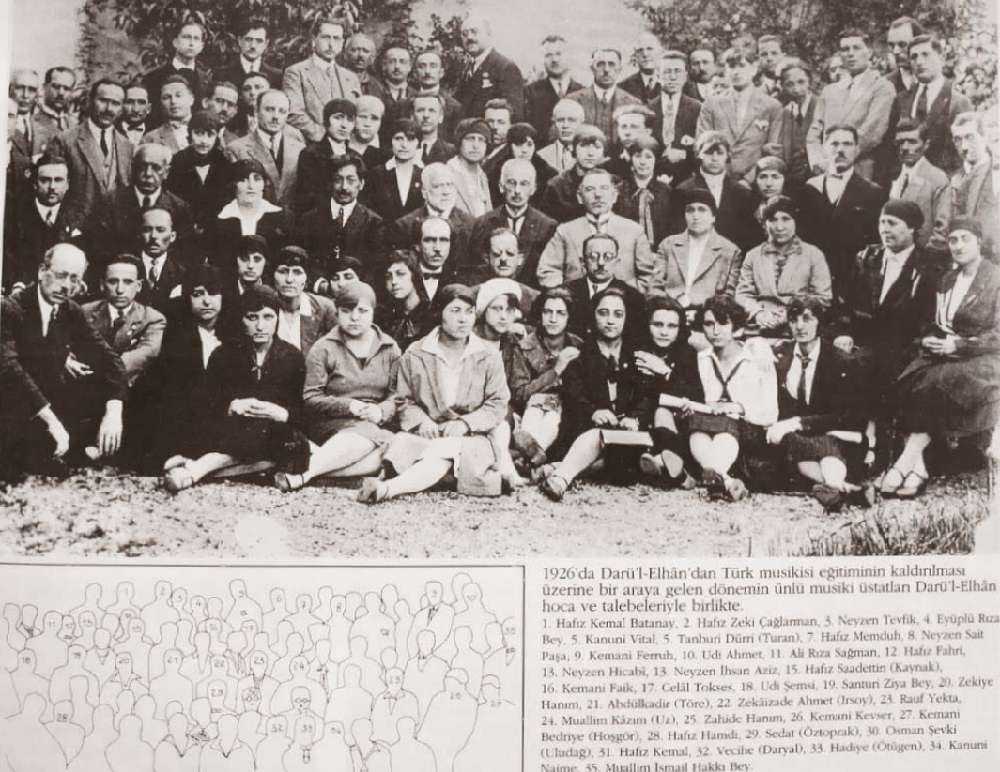 1926'da Darü'l-Elhân'dan Türk musikisi eğitiminin kaldırılması
üzerine bir araya gelen dönemin ünlü musiki üstatları Darü'l-Elhân
hoca ve talebeleriyle birlikte.
1. Hafız Kemal Batanay, 2. Hafız Zeki Çağlarman, 3. Neyzen Tevfik, 4. Eyüplü Rıza
Bey, 5. Kanuni Vital, 5. Tanburi Dürri (Turan), 7. Hafız Memduh, 8. Neyzen Sait
Paşa, 9. Kemani Ferruh, 10. Udi Ahmet, 11. Ali Rıza Sağman, 12. Hafız Fahri,
13. Neyzen Hicabî, 13. Neyzen İhsan Aziz, 15. Hafız Saadettin (Kaynak),
16. Kemani Faik, 17. Celâl Tokses, 18. Udi Şemsi, 19. Santuri Ziya Bey, 20. Zekiye
Hanım, 21. Abdülkadir (Töre), 22. Zekâizade Ahmet (Irsoy), 23. Rauf Yekta,
24. Muallim Kâzım (Uz), 25. Zahide Hanım, 26. Kemani Kevser, 27. Kemani
Bedriye (Hoşgör), 28. Hafız Hamdi, 29. Sedat (Öztoprak), 30. Osman Şevki
(Uludağ), 31. Hafız Kemal, 32. Vecihe (Daryal), 33. Hadiye (Ötügen), 34. Kanuni
Naime, 35. Muallim İsmail Hakkı Bey.